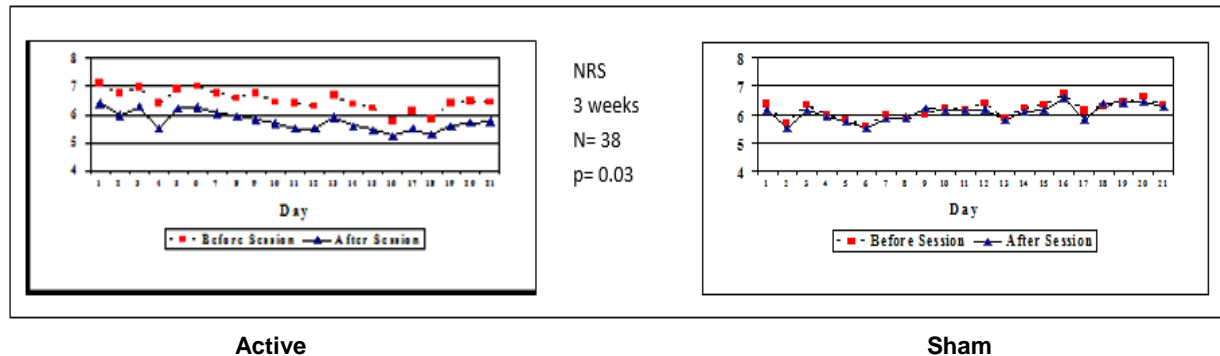 8
7
6
5
4
1 2 3 4 5 6 7 8 9 10 11 12 13 14 15 16 17 18 19 20 21
Day
Before Session After Session
NRS
3 weeks
N= 38
p= 0.03
8
7
6
5
4
1 2 3 4 5 6 7 8 9 10 11 12 13 14 15 16 17 18 19 20 21
Day
Before Session After Session
Active
Sham